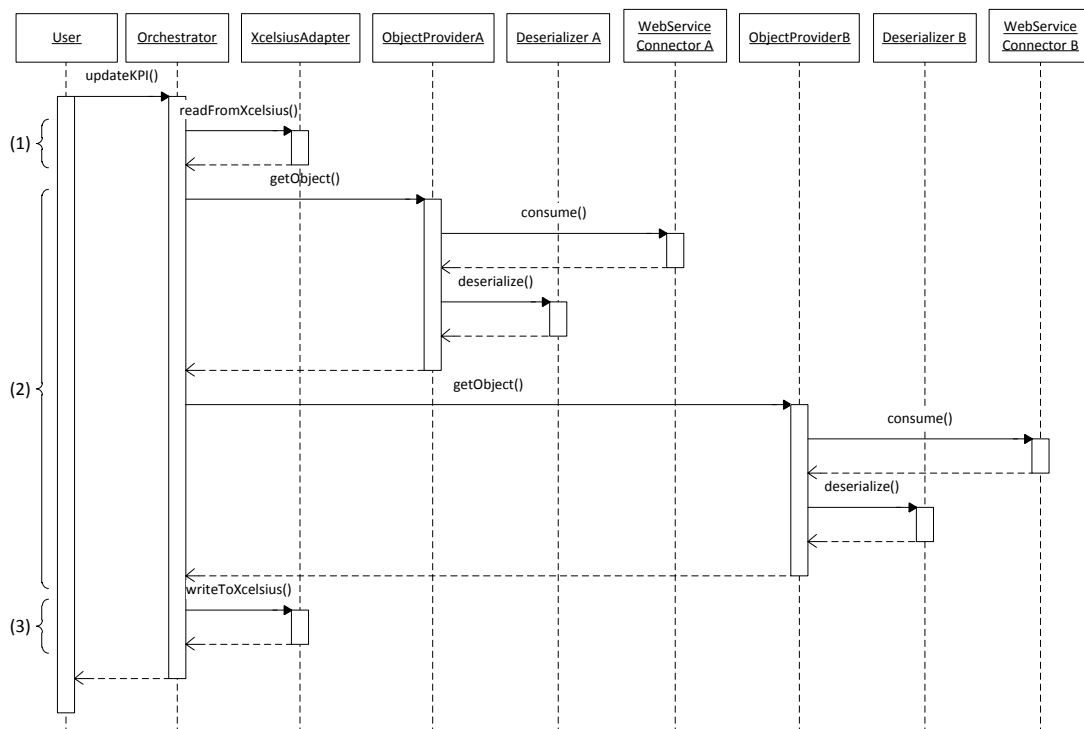 User
Orchestrator
XcelsiusAdapter
ObjectProviderA
Deserializer A
WebService
Connector A
ObjectProviderB
Deserializer B
WebService
Connector B
updateKPI()
readFromXcelsius()
(1)
getObject()
consume()
deserialize()
(2)
getObject()
consume()
deserialize()
writeToXcelsius()
(3)